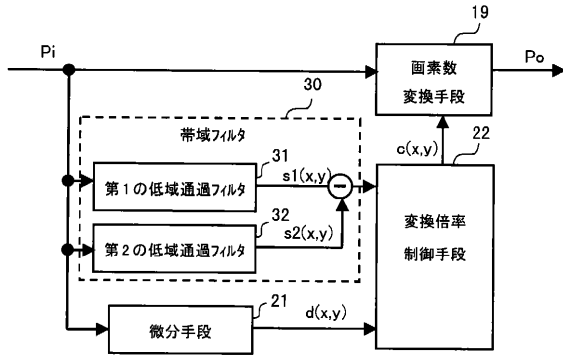 19
Pi
画素数
変換手段
Po
30
帯域フィルタ
c(x,y)
22
31
第1の低域通過フィルタ
s1(x,y)
−
32
第2の低域通過フィルタ
s2(x,y)
変換倍率
制御手段
21
微分手段
d(x,y)